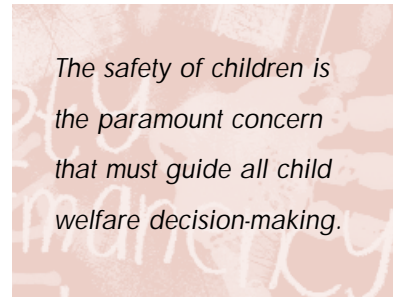 The safety of children is
the paramount concern
that must guide all child
welfare decision-making.